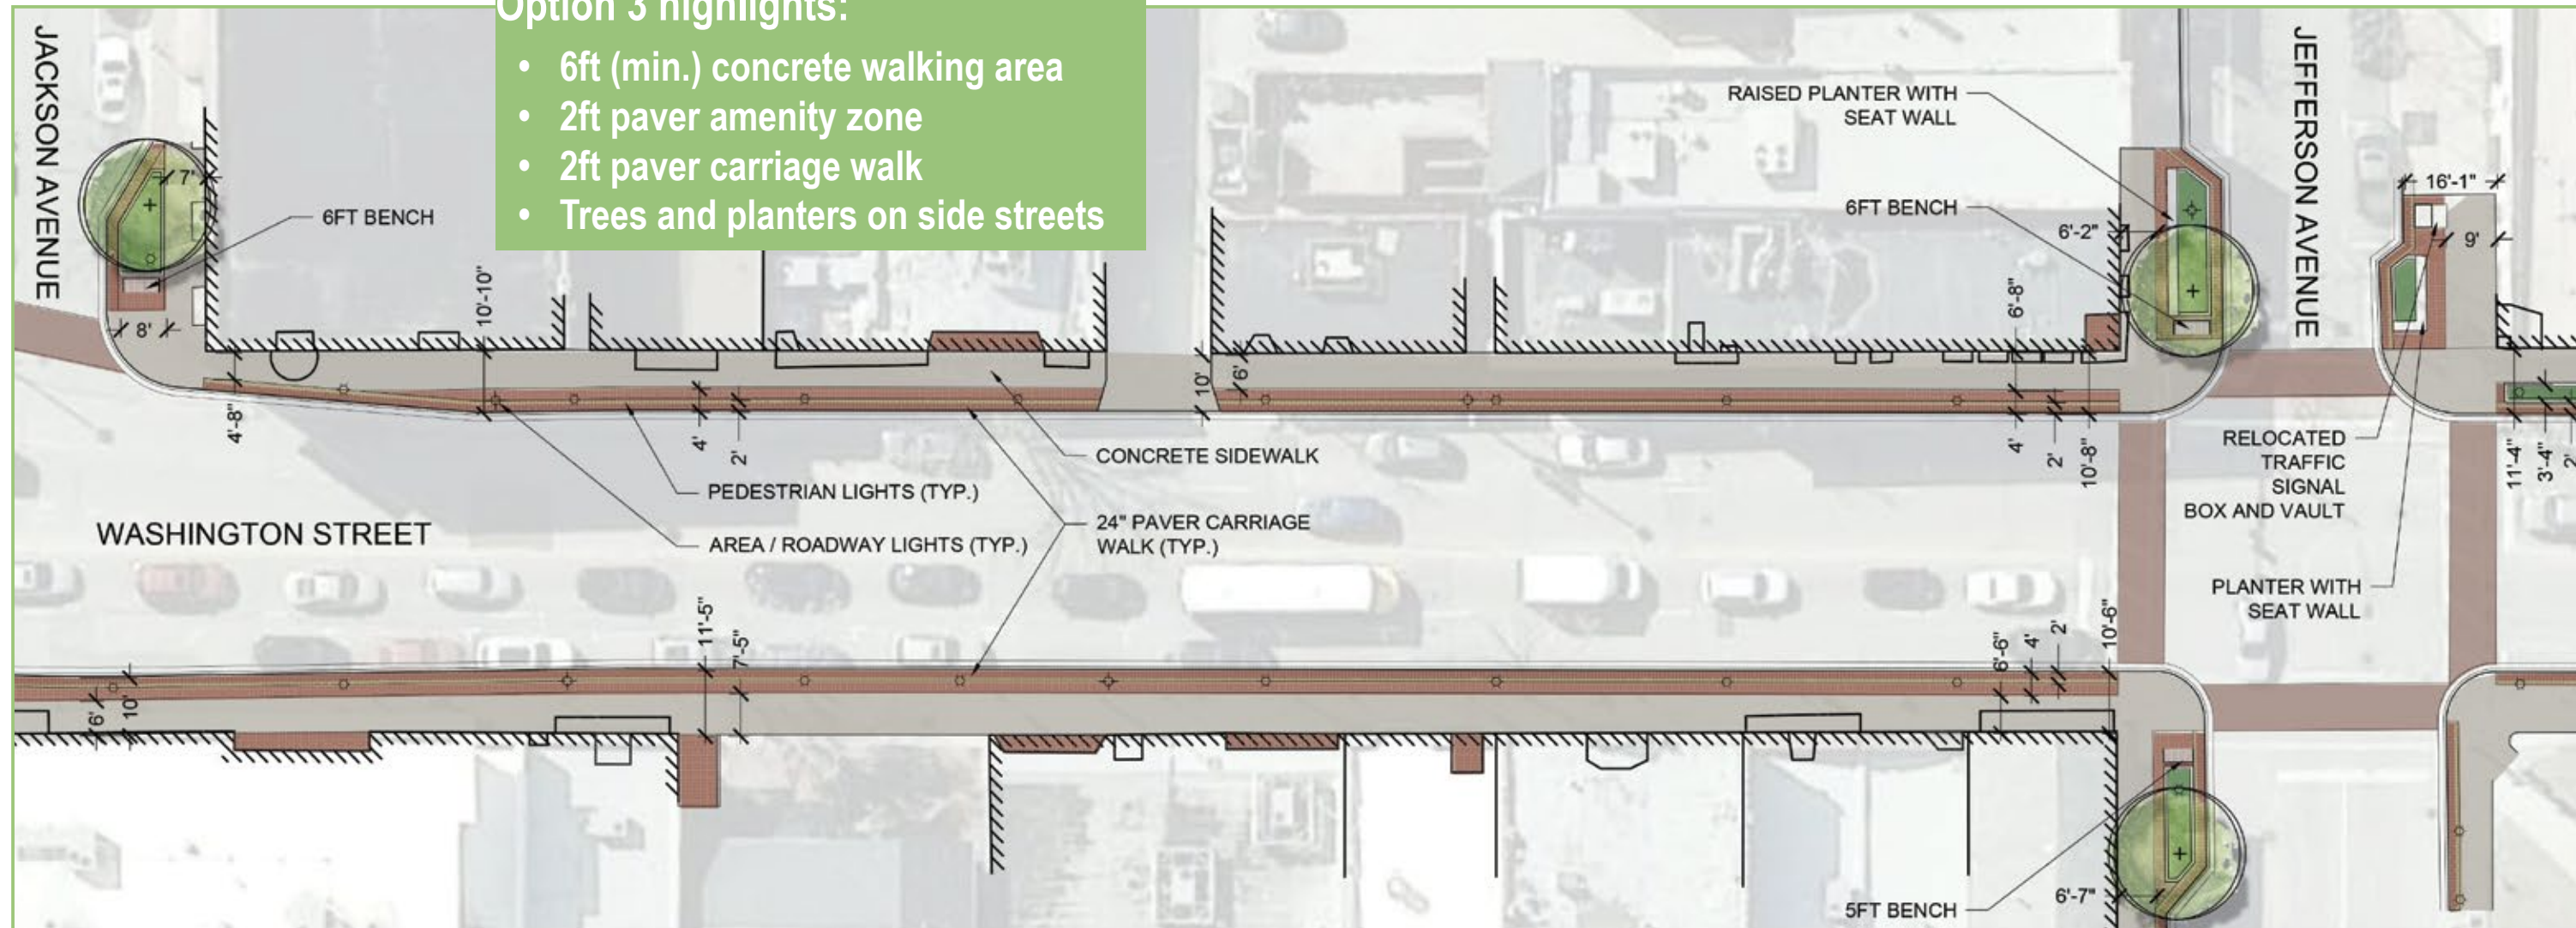 Option 3 highlights:
• 6ft (min.) concrete walking area
• 2ft paver amenity zone
• 2ft paver carriage walk
• Trees and planters on side streets
JACKSON AVENUE
7'
6FT BENCH
8'
4'-8"
10'-10"
4'
2'
PEDESTRIAN LIGHTS (TYP.)
AREA / ROADWAY LIGHTS (TYP.)
CONCRETE SIDEWALK
24" PAVER CARRIAGE
WALK (TYP.)
10'
6'
RAISED PLANTER WITH
SEAT WALL
6FT BENCH
6'-2"
6'-8"
4'
2'
10'-8"
JEFFERSON AVENUE
16'-1"
9'
RELOCATED
TRAFFIC
SIGNAL
BOX AND VAULT
PLANTER WITH
SEAT WALL
11'-4"
3'-4"
WASHINGTON STREET
6'
10'
11'-5"
7'-5"
6'-6"
4'
2'
10'-6"
5FT BENCH
6'-7"